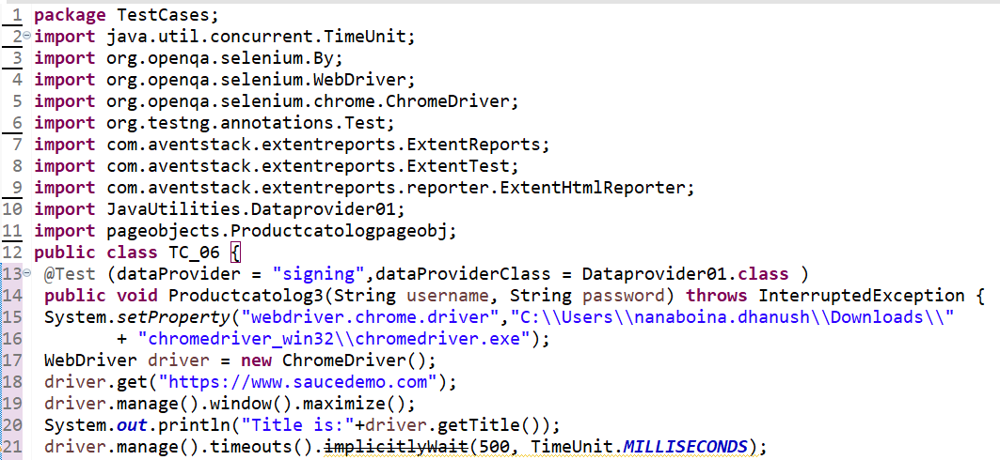 1 package TestCases;
2 import java.util.concurrent.TimeUnit;
3 import org.openqa.selenium.By;
4 import org.openqa.selenium.WebDriver;
5 import org.openqa.selenium.chrome.ChromeDriver;
6 import org.testng.annotations.Test;
7 import com.aventstack.extentreports.ExtentReports;
8 import com.aventstack.extentreports.ExtentTest;
9 import com.aventstack.extentreports.reporter.ExtentHtmlReporter;
10 import JavaUtilities.Dataprovider01;
11 import pageobjects.Productcatologpageobj;
12 public class TC_06 {
13 @Test (dataProvider = "signing",dataProviderClass = Dataprovider01.class )
14 public void Productcatolog3(String username, String password) throws InterruptedException {
15 System.setProperty("webdriver.chrome.driver","C:\\Users\\nanaboina.dhanush\\Downloads\\"
16 + "chromedriver_win32\\chromedriver.exe");
17 WebDriver driver = new ChromeDriver();
18 driver.get("https://www.saucedemo.com");
19 driver.manage().window().maximize();
20 System.out.println("Title is:"+driver.getTitle());
21 driver.manage().timeouts().implicitlyWait(500, TimeUnit.MILLISECONDS);